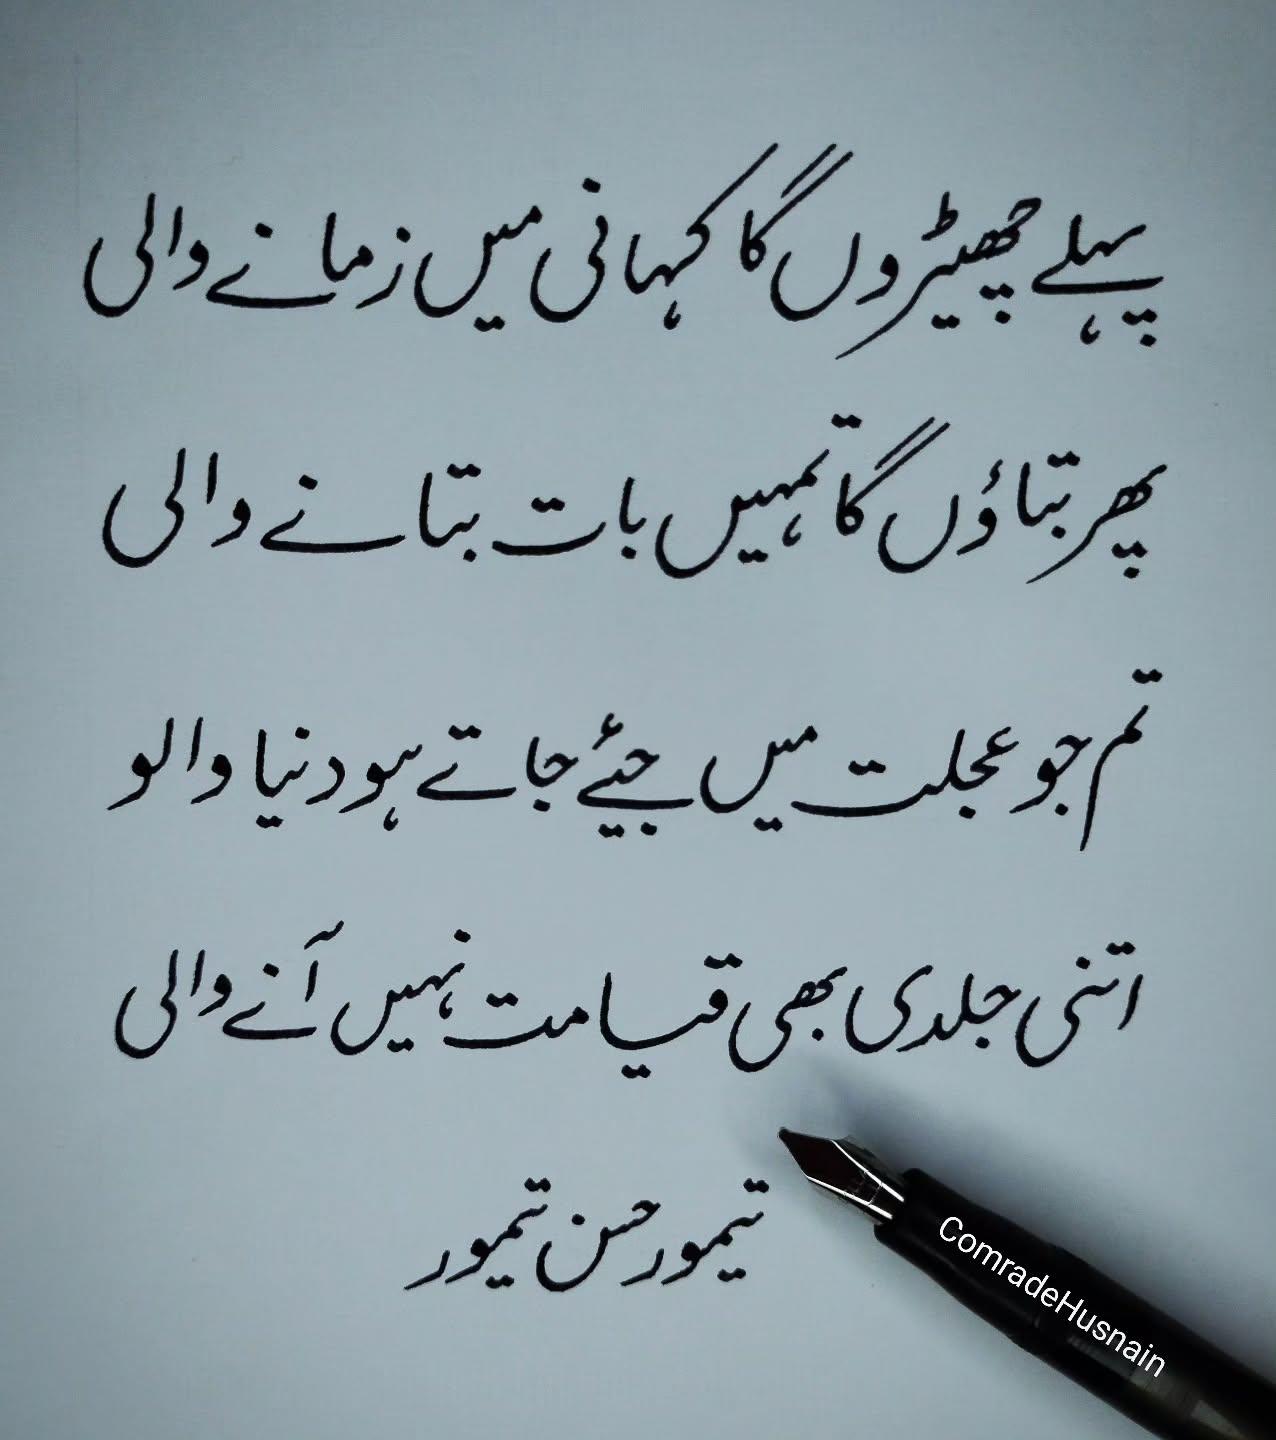 پہلے چھیڑوں گا کہانی میں زمانے والی
پھر بتاؤں گا تمہیں بات بتانے والی
تم جو عجلت میں جیئے جاتے ہو دنیا والو
اتنی جلدی بھی قیامت نہیں آنے والی
تیمور حسن تیمور
ComradeHusnain